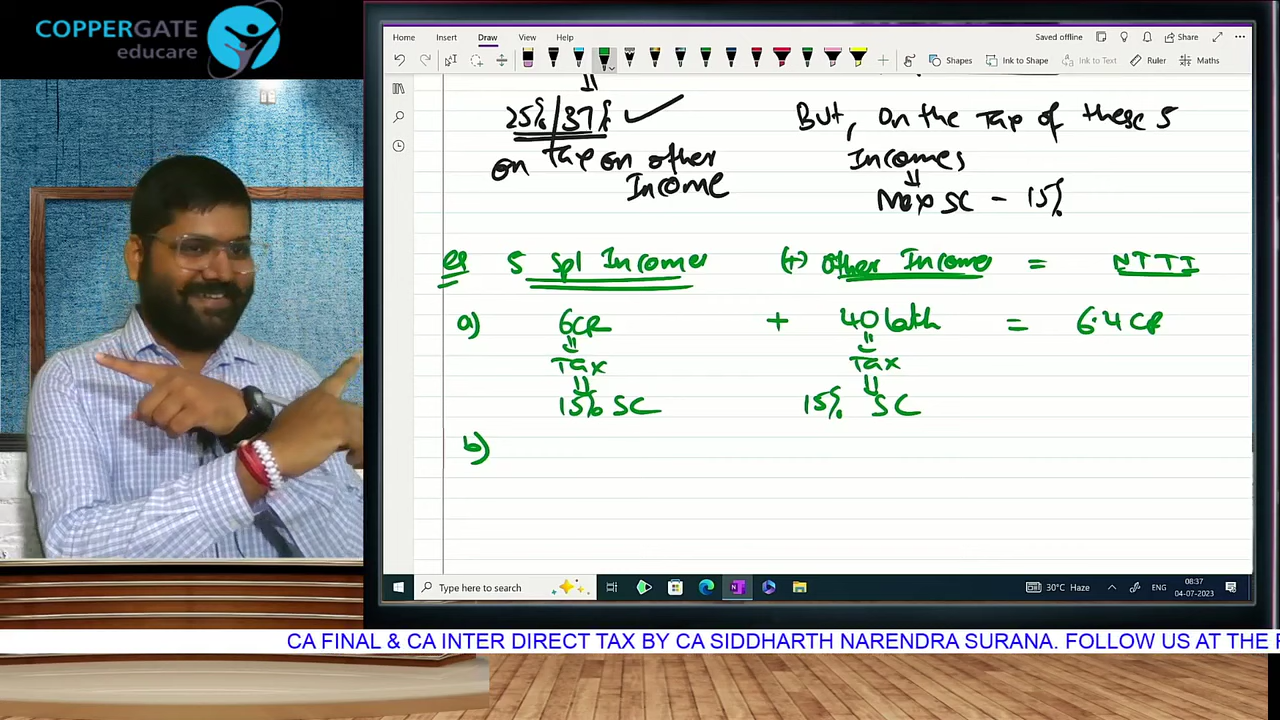 COPPERGATE
educare
Home Insert Draw View Help
Saved offline
Share
Shapes
Ink to Shape
Ink to Text
Ruler
Maths
25%/37%
on Tax on other
Income
But, on the Tax of these 5
Incomes
Max SC - 15%
eg 5 Spl Incomes (+) other Income = NTTI
a) 6CR + 40 lakh = 6.4 CR
Tax Tax
15% SC 15% SC
b)
Type here to search
30°C Haze
ENG
08:37
04-07-2023
CA FINAL & CA INTER DIRECT TAX BY CA SIDDHARTH NARENDRA SURANA. FOLLOW US AT THE